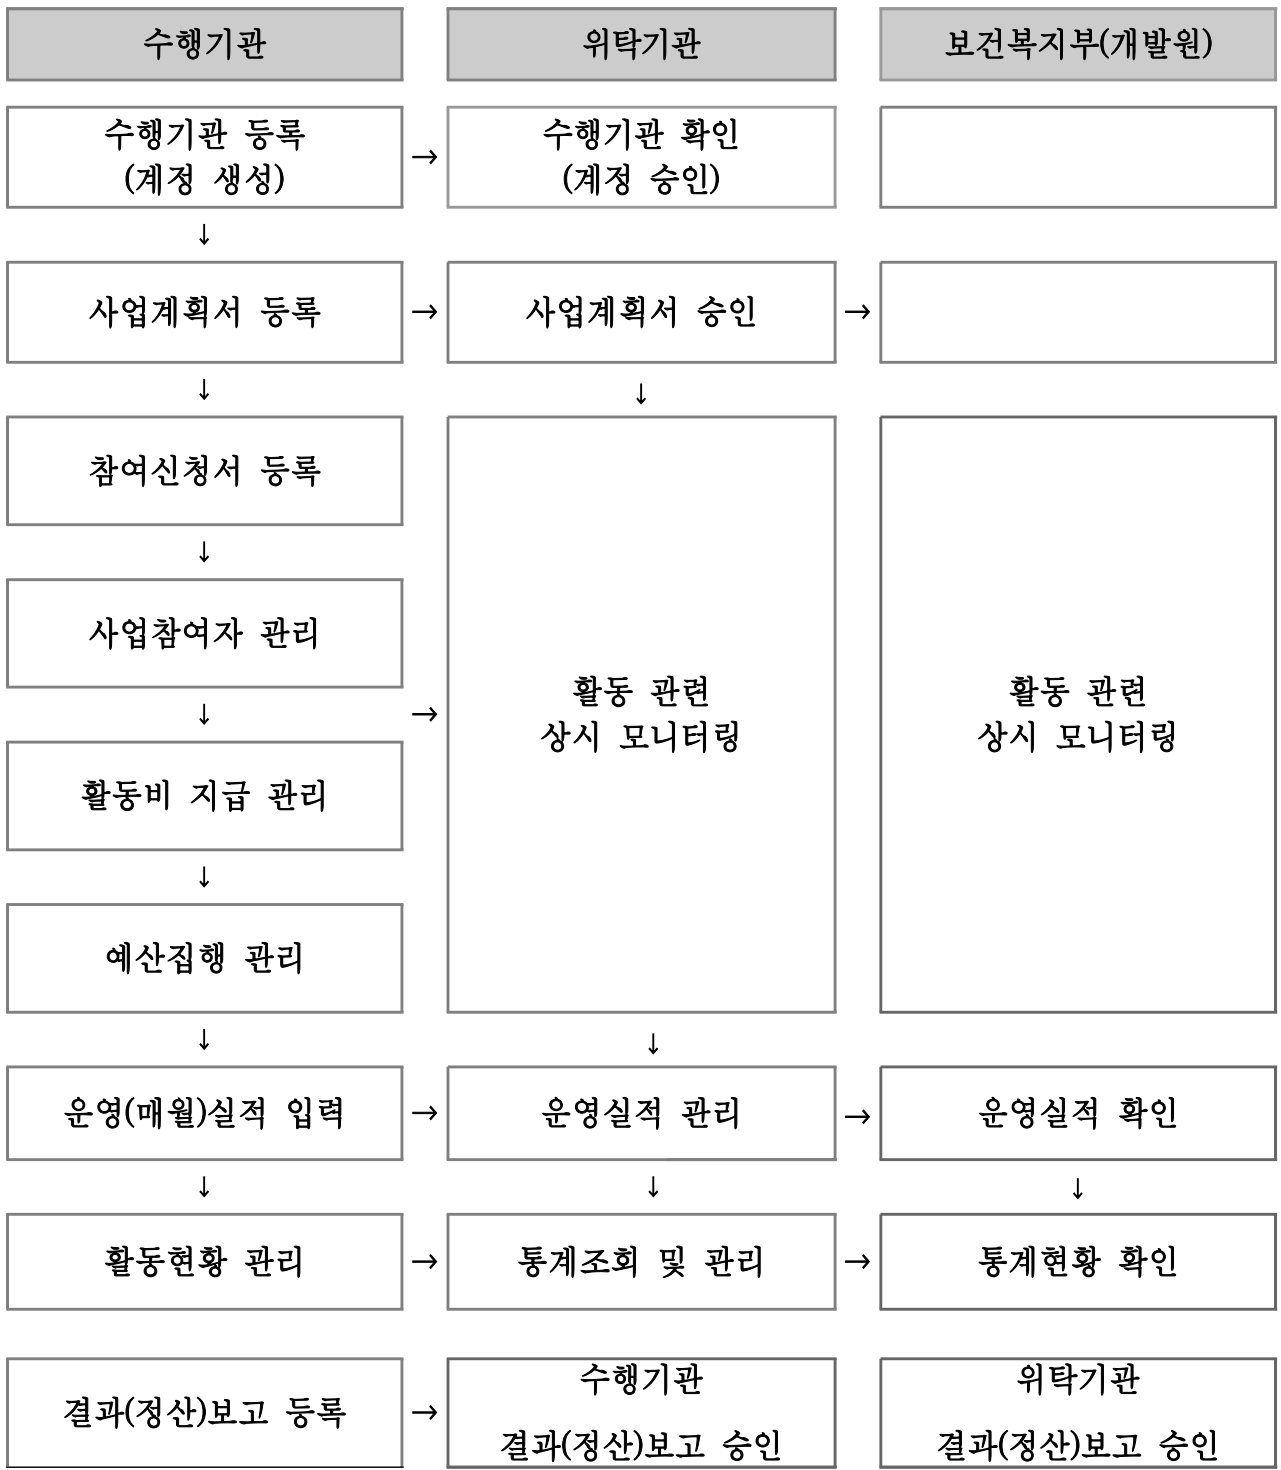 수행기관
위탁기관
보건복지부(개발원)
수행기관 등록
(계정 생성)
→
수행기관 확인
(계정 승인)
↓
사업계획서 등록
→
사업계획서 승인
→
↓
↓
참여신청서 등록
↓
사업참여자 관리
↓
→
활동 관련
상시 모니터링
활동 관련
상시 모니터링
활동비 지급 관리
↓
예산집행 관리
↓
↓
운영(매월)실적 입력
→
운영실적 관리
→
운영실적 확인
↓
↓
↓
활동현황 관리
→
통계조회 및 관리
→
통계현황 확인
결과(정산)보고 등록
→
수행기관
결과(정산)보고 승인
위탁기관
결과(정산)보고 승인